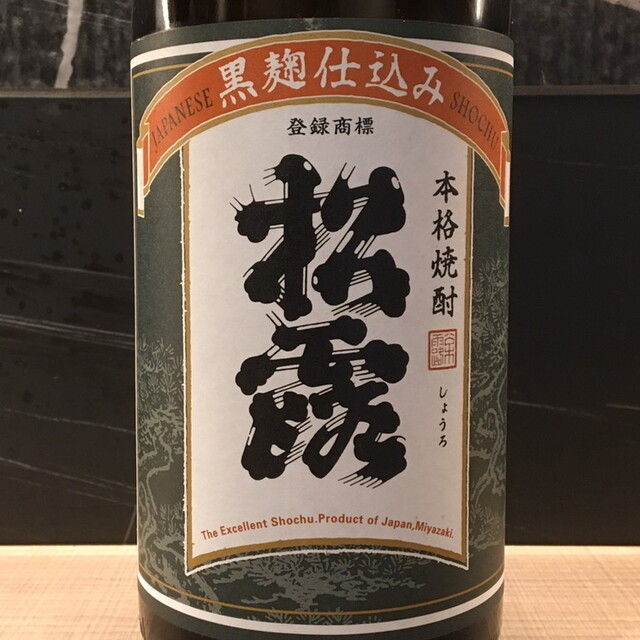 黒麹仕込み
JAPANESE SHOCHU
登録商標
本格焼酎
松露
しょうろ
The Excellent Shochu.Product of Japan,Miyazaki.